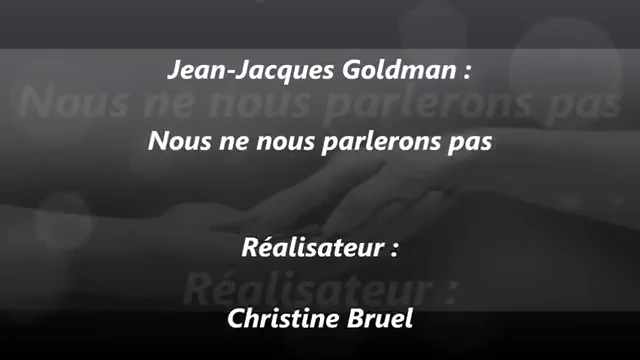 Jean-Jacques Goldman :
Nous ne nous parlerons pas
Nous ne nous parlerons pas
Réalisateur :
Réalisateur :
Christine Bruel